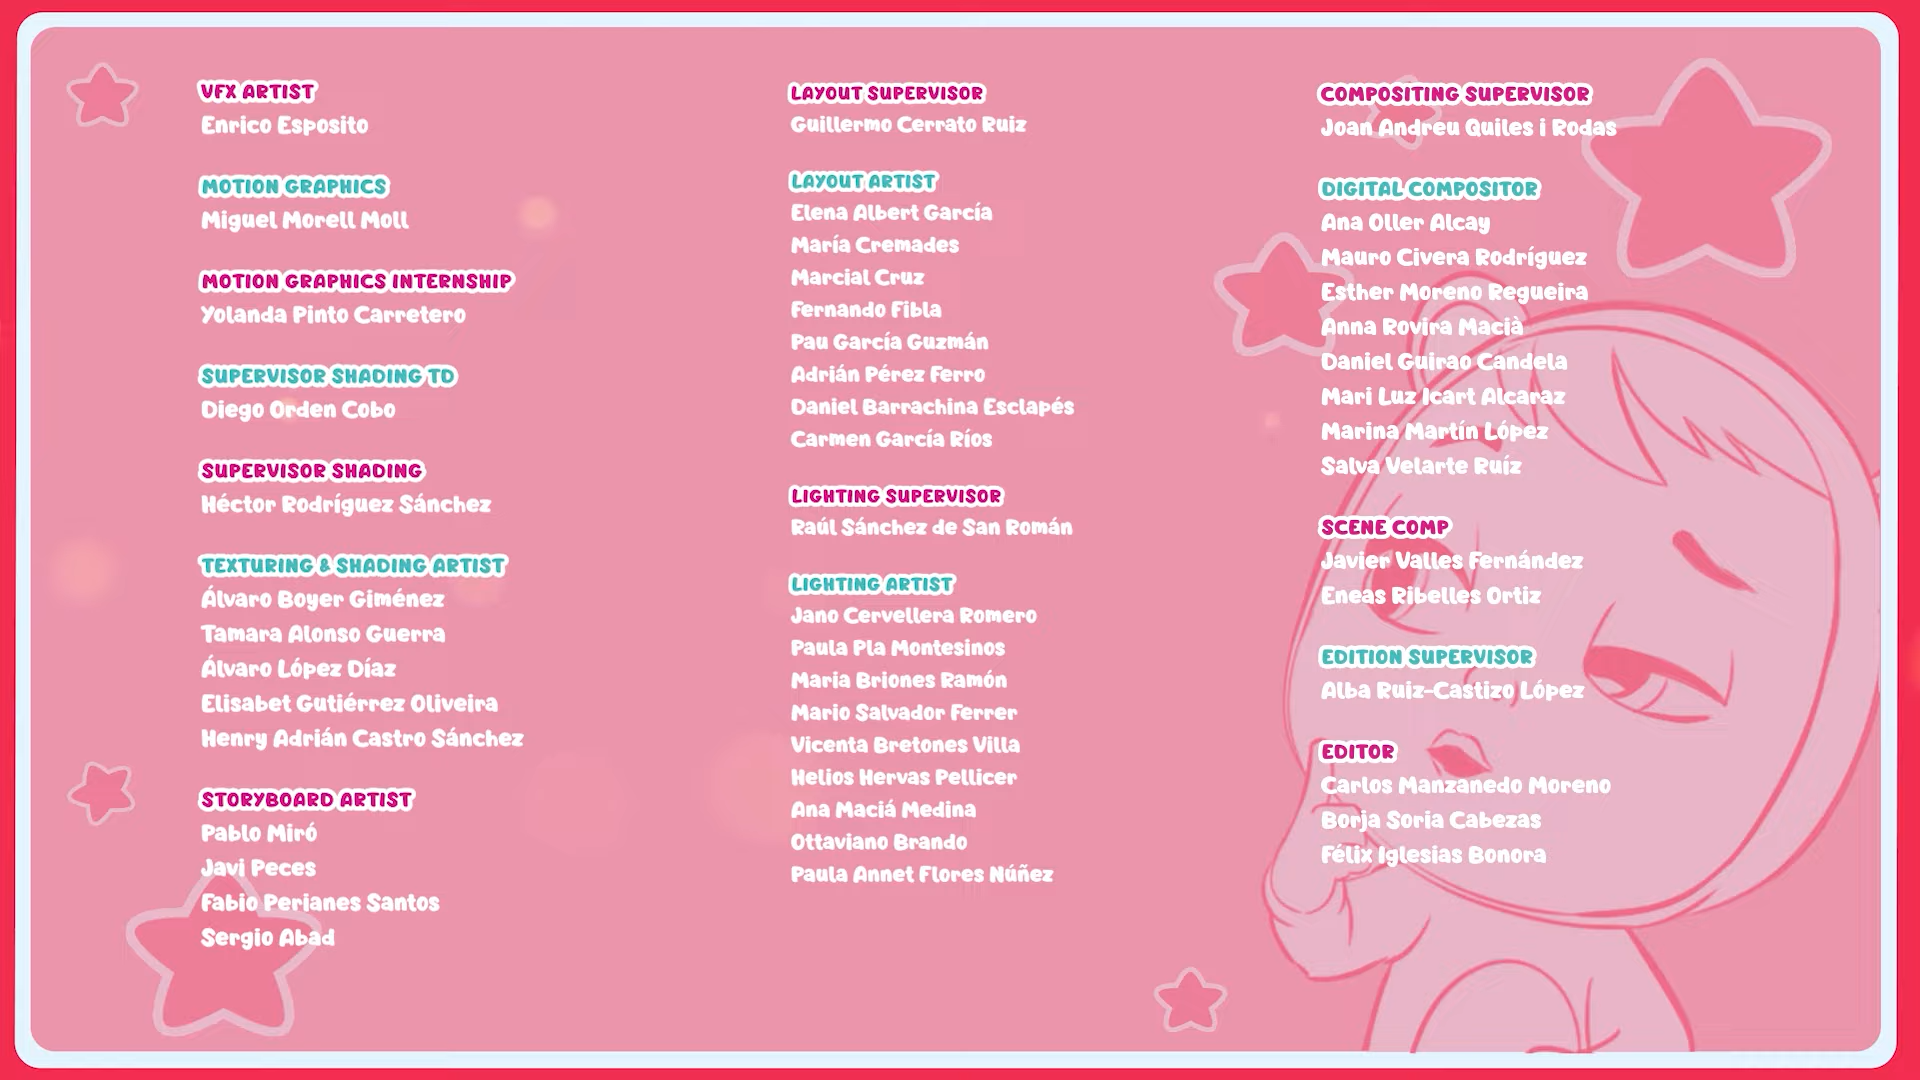 VFX ARTIST
Enrico Esposito
MOTION GRAPHICS
Miguel Morell Moll
MOTION GRAPHICS INTERNSHIP
Yolanda Pinto Carretero
SUPERVISOR SHADING TD
Diego Orden Cobo
SUPERVISOR SHADING
Héctor Rodríguez Sánchez
TEXTURING & SHADING ARTIST
Álvaro Boyer Giménez
Tamara Alonso Guerra
Álvaro López Díaz
Elisabet Gutiérrez Oliveira
Henry Adrián Castro Sánchez
STORYBOARD ARTIST
Pablo Miró
Javi Peces
Fabio Perianes Santos
Sergio Abad
LAYOUT SUPERVISOR
Guillermo Cerrato Ruiz
LAYOUT ARTIST
Elena Albert García
María Cremades
Marcial Cruz
Fernando Fibla
Pau García Guzmán
Adrián Pérez Ferro
Daniel Barrachina Esclapés
Carmen García Ríos
LIGHTING SUPERVISOR
Raúl Sánchez de San Román
LIGHTING ARTIST
Jano Cervellera Romero
Paula Pla Montesinos
Maria Briones Ramón
Mario Salvador Ferrer
Vicenta Bretones Villa
Helios Hervas Pellicer
Ana Maciá Medina
Ottaviano Brando
Paula Annet Flores Núñez
COMPOSITING SUPERVISOR
Joan Andreu Quiles i Rodas
DIGITAL COMPOSITOR
Ana Oller Alcay
Mauro Civera Rodríguez
Esther Moreno Regueira
Anna Rovira Macià
Daniel Guirao Candela
Mari Luz Icart Alcaraz
Marina Martín López
Salva Velarte Ruíz
SCENE COMP
Javier Valles Fernández
Eneas Ribelles Ortiz
EDITION SUPERVISOR
Alba Ruiz-Castizo López
EDITOR
Carlos Manzanedo Moreno
Borja Soria Cabezas
Félix Iglesias Bonora